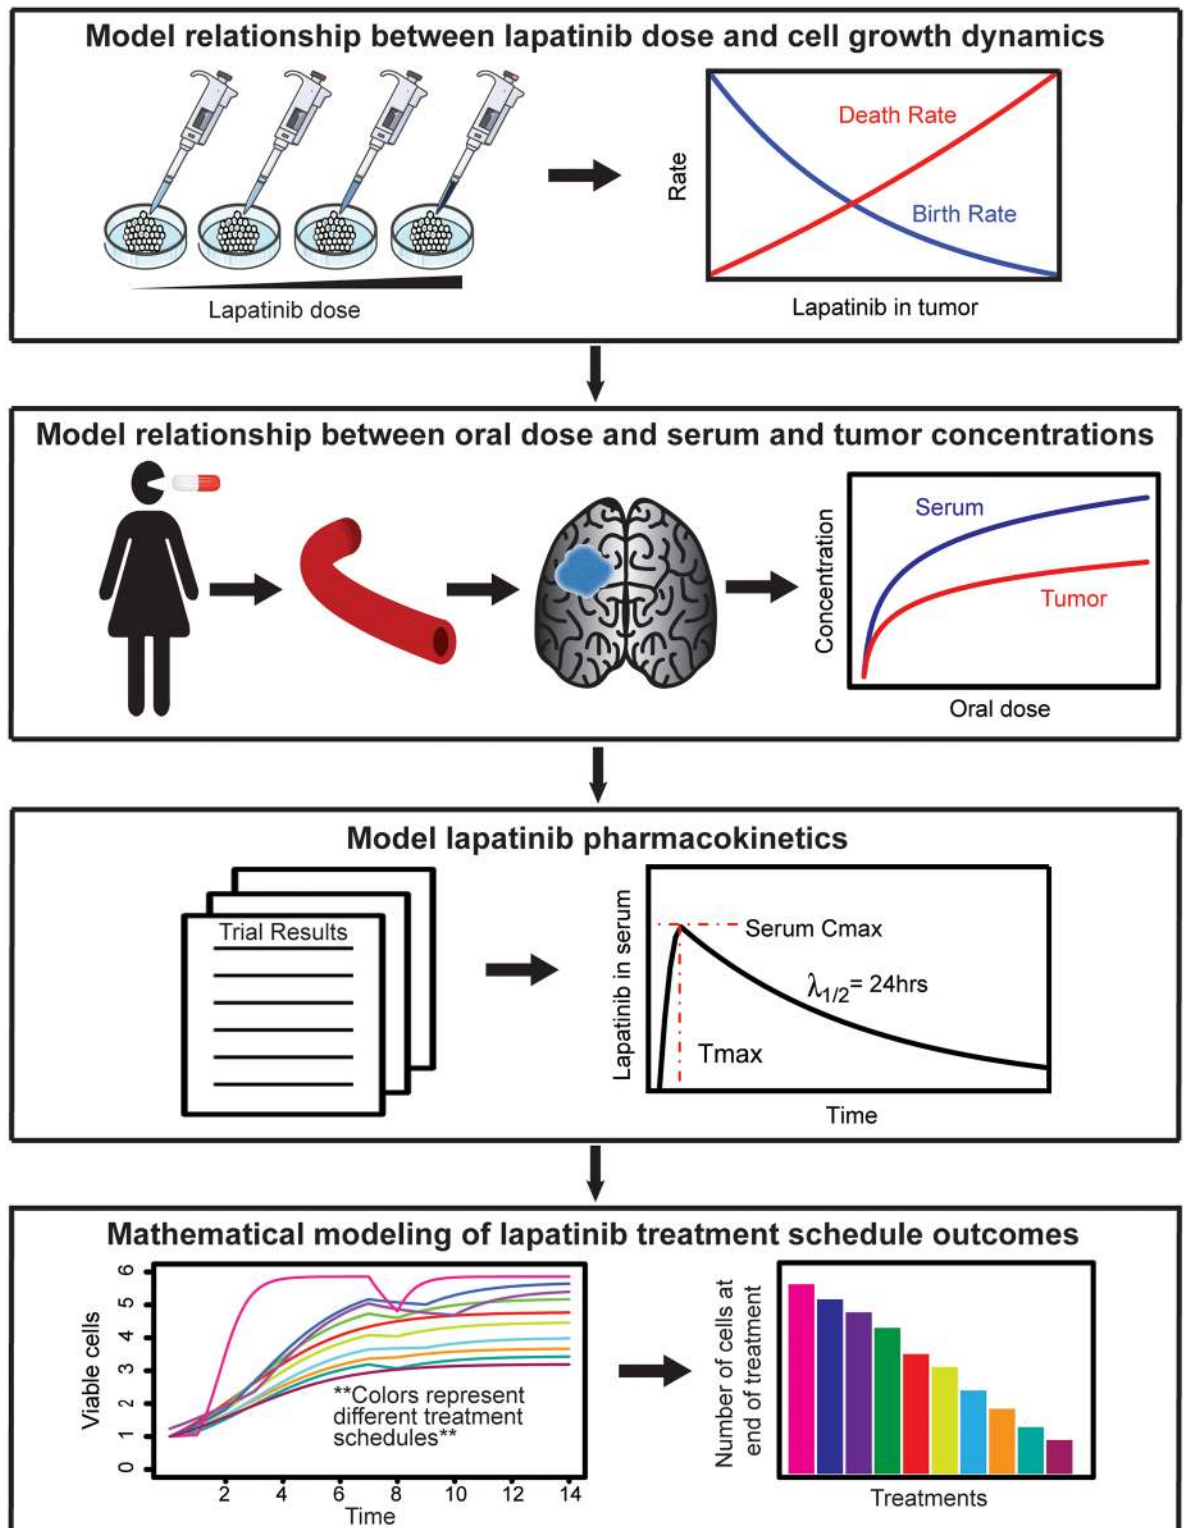 Model relationship between lapatinib dose and cell growth dynamics
Lapatinib dose
Rate
Death Rate
Birth Rate
Lapatinib in tumor
Model relationship between oral dose and serum and tumor concentrations
Concentration
Serum
Tumor
Oral dose
Model lapatinib pharmacokinetics
Trial Results
Lapatinib in serum
Serum Cmax
λ1/2= 24hrs
Tmax
Time
Mathematical modeling of lapatinib treatment schedule outcomes
Viable cells
6
5
4
3
2
1
0
**Colors represent
different treatment
schedules**
2 4 6 8 10 12 14
Time
Number of cells at
end of treatment
Treatments